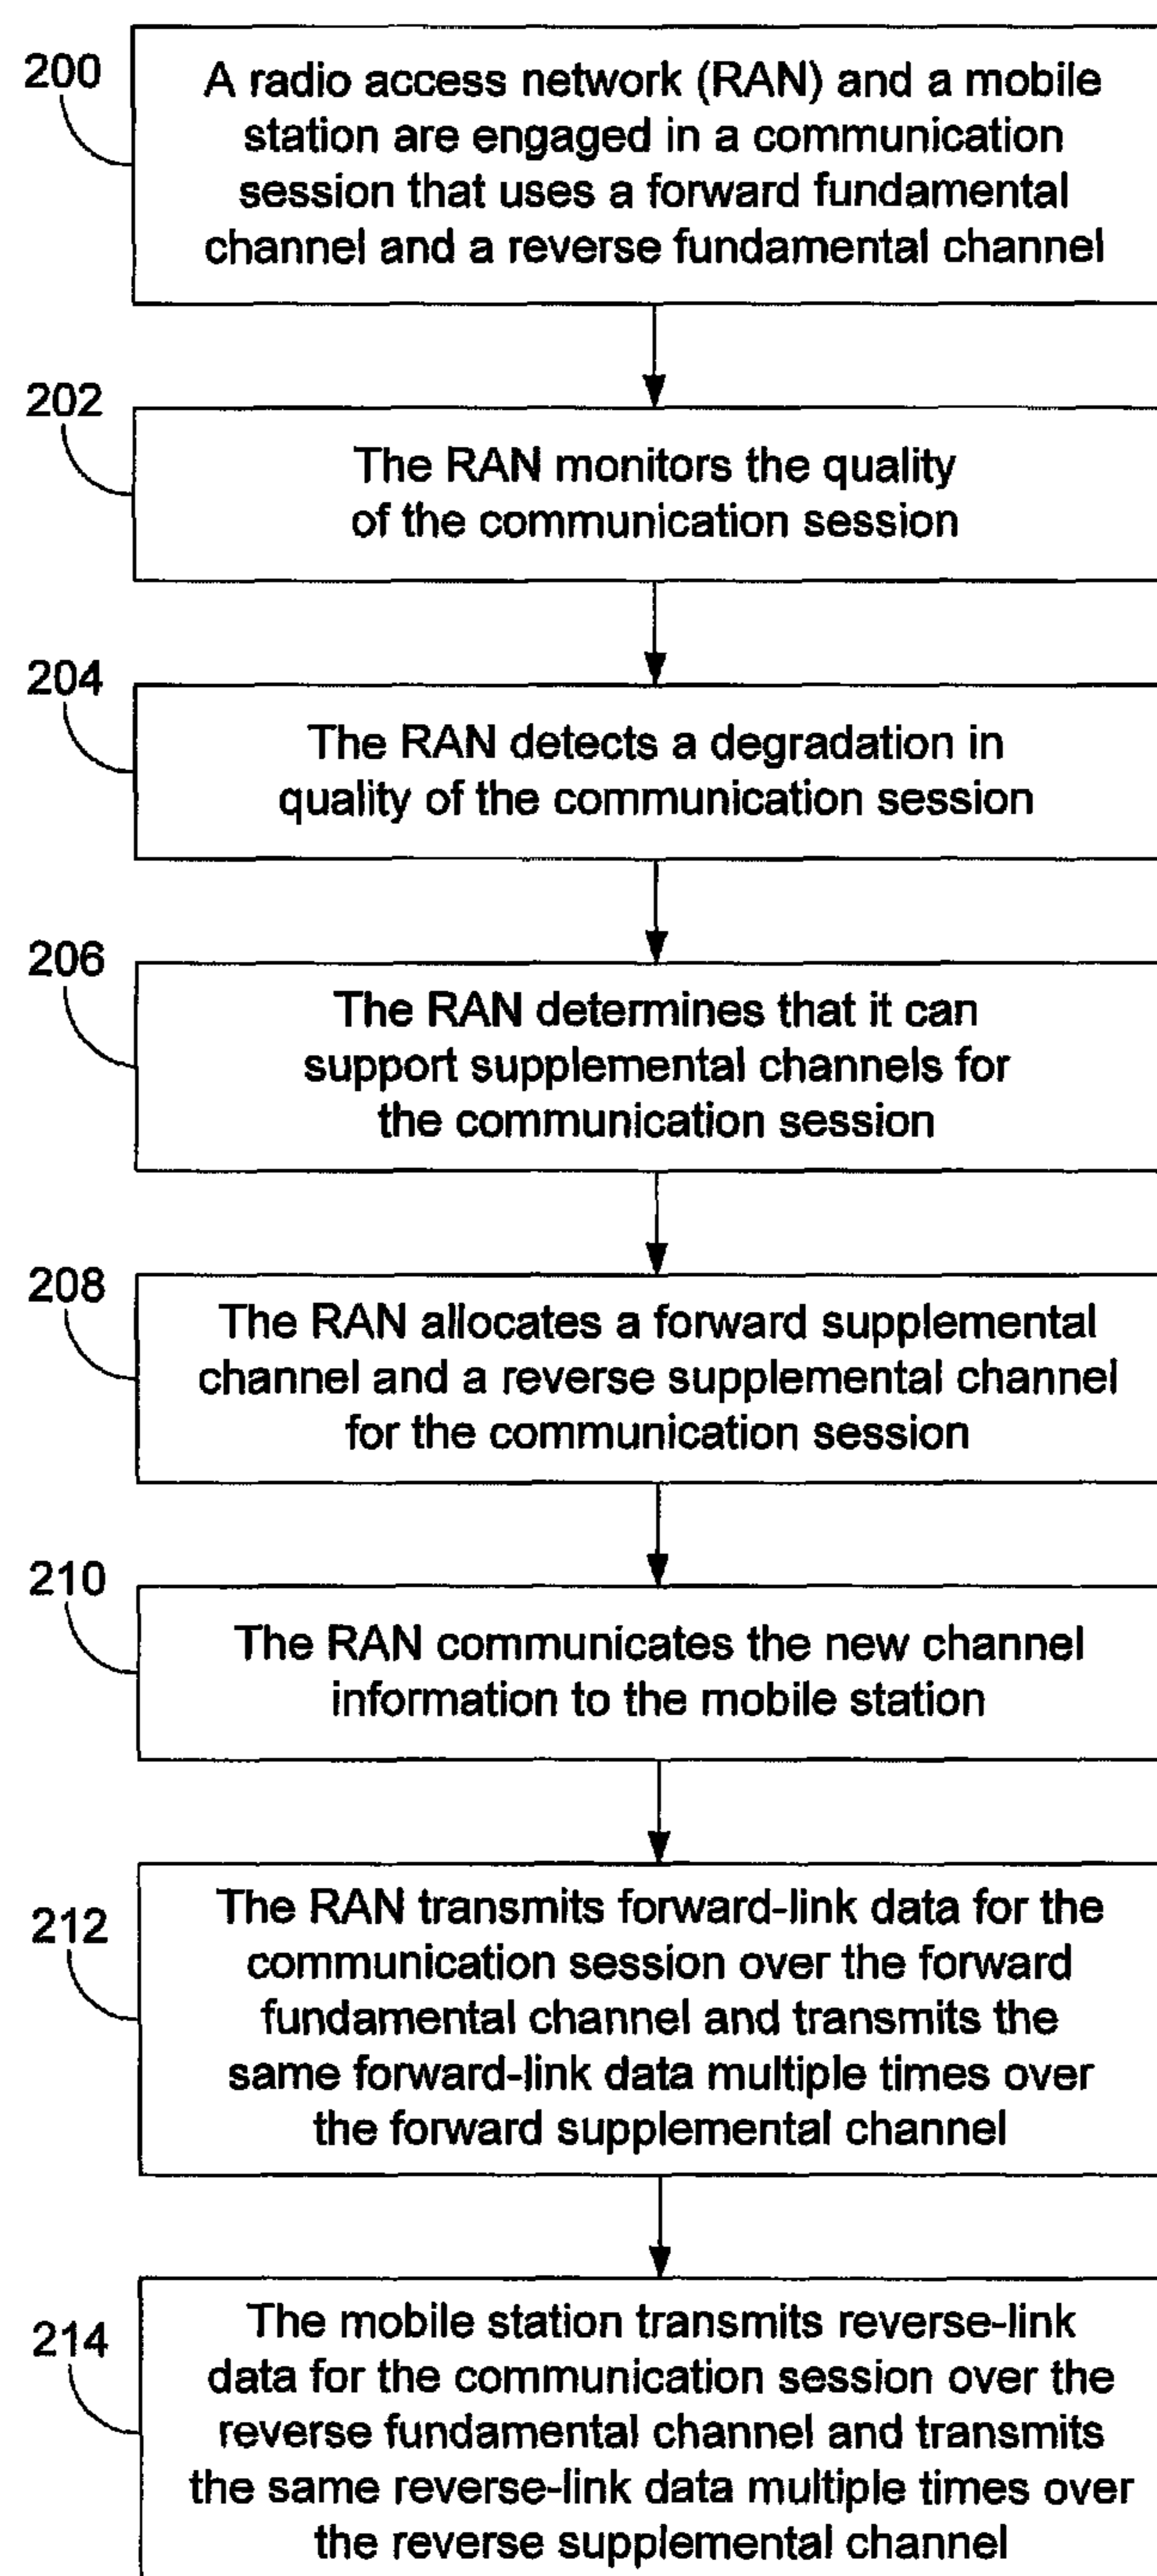 200
A radio access network (RAN) and a mobile
station are engaged in a communication
session that uses a forward fundamental
channel and a reverse fundamental channel
202
The RAN monitors the quality
of the communication session
204
The RAN detects a degradation in
quality of the communication session
206
The RAN determines that it can
support supplemental channels for
the communication session
208
The RAN allocates a forward supplemental
channel and a reverse supplemental channel
for the communication session
210
The RAN communicates the new channel
information to the mobile station
212
The RAN transmits forward-link data for the
communication session over the forward
fundamental channel and transmits the
same forward-link data multiple times over
the forward supplemental channel
214
The mobile station transmits reverse-link
data for the communication session over the
reverse fundamental channel and transmits
the same reverse-link data multiple times over
the reverse supplemental channel